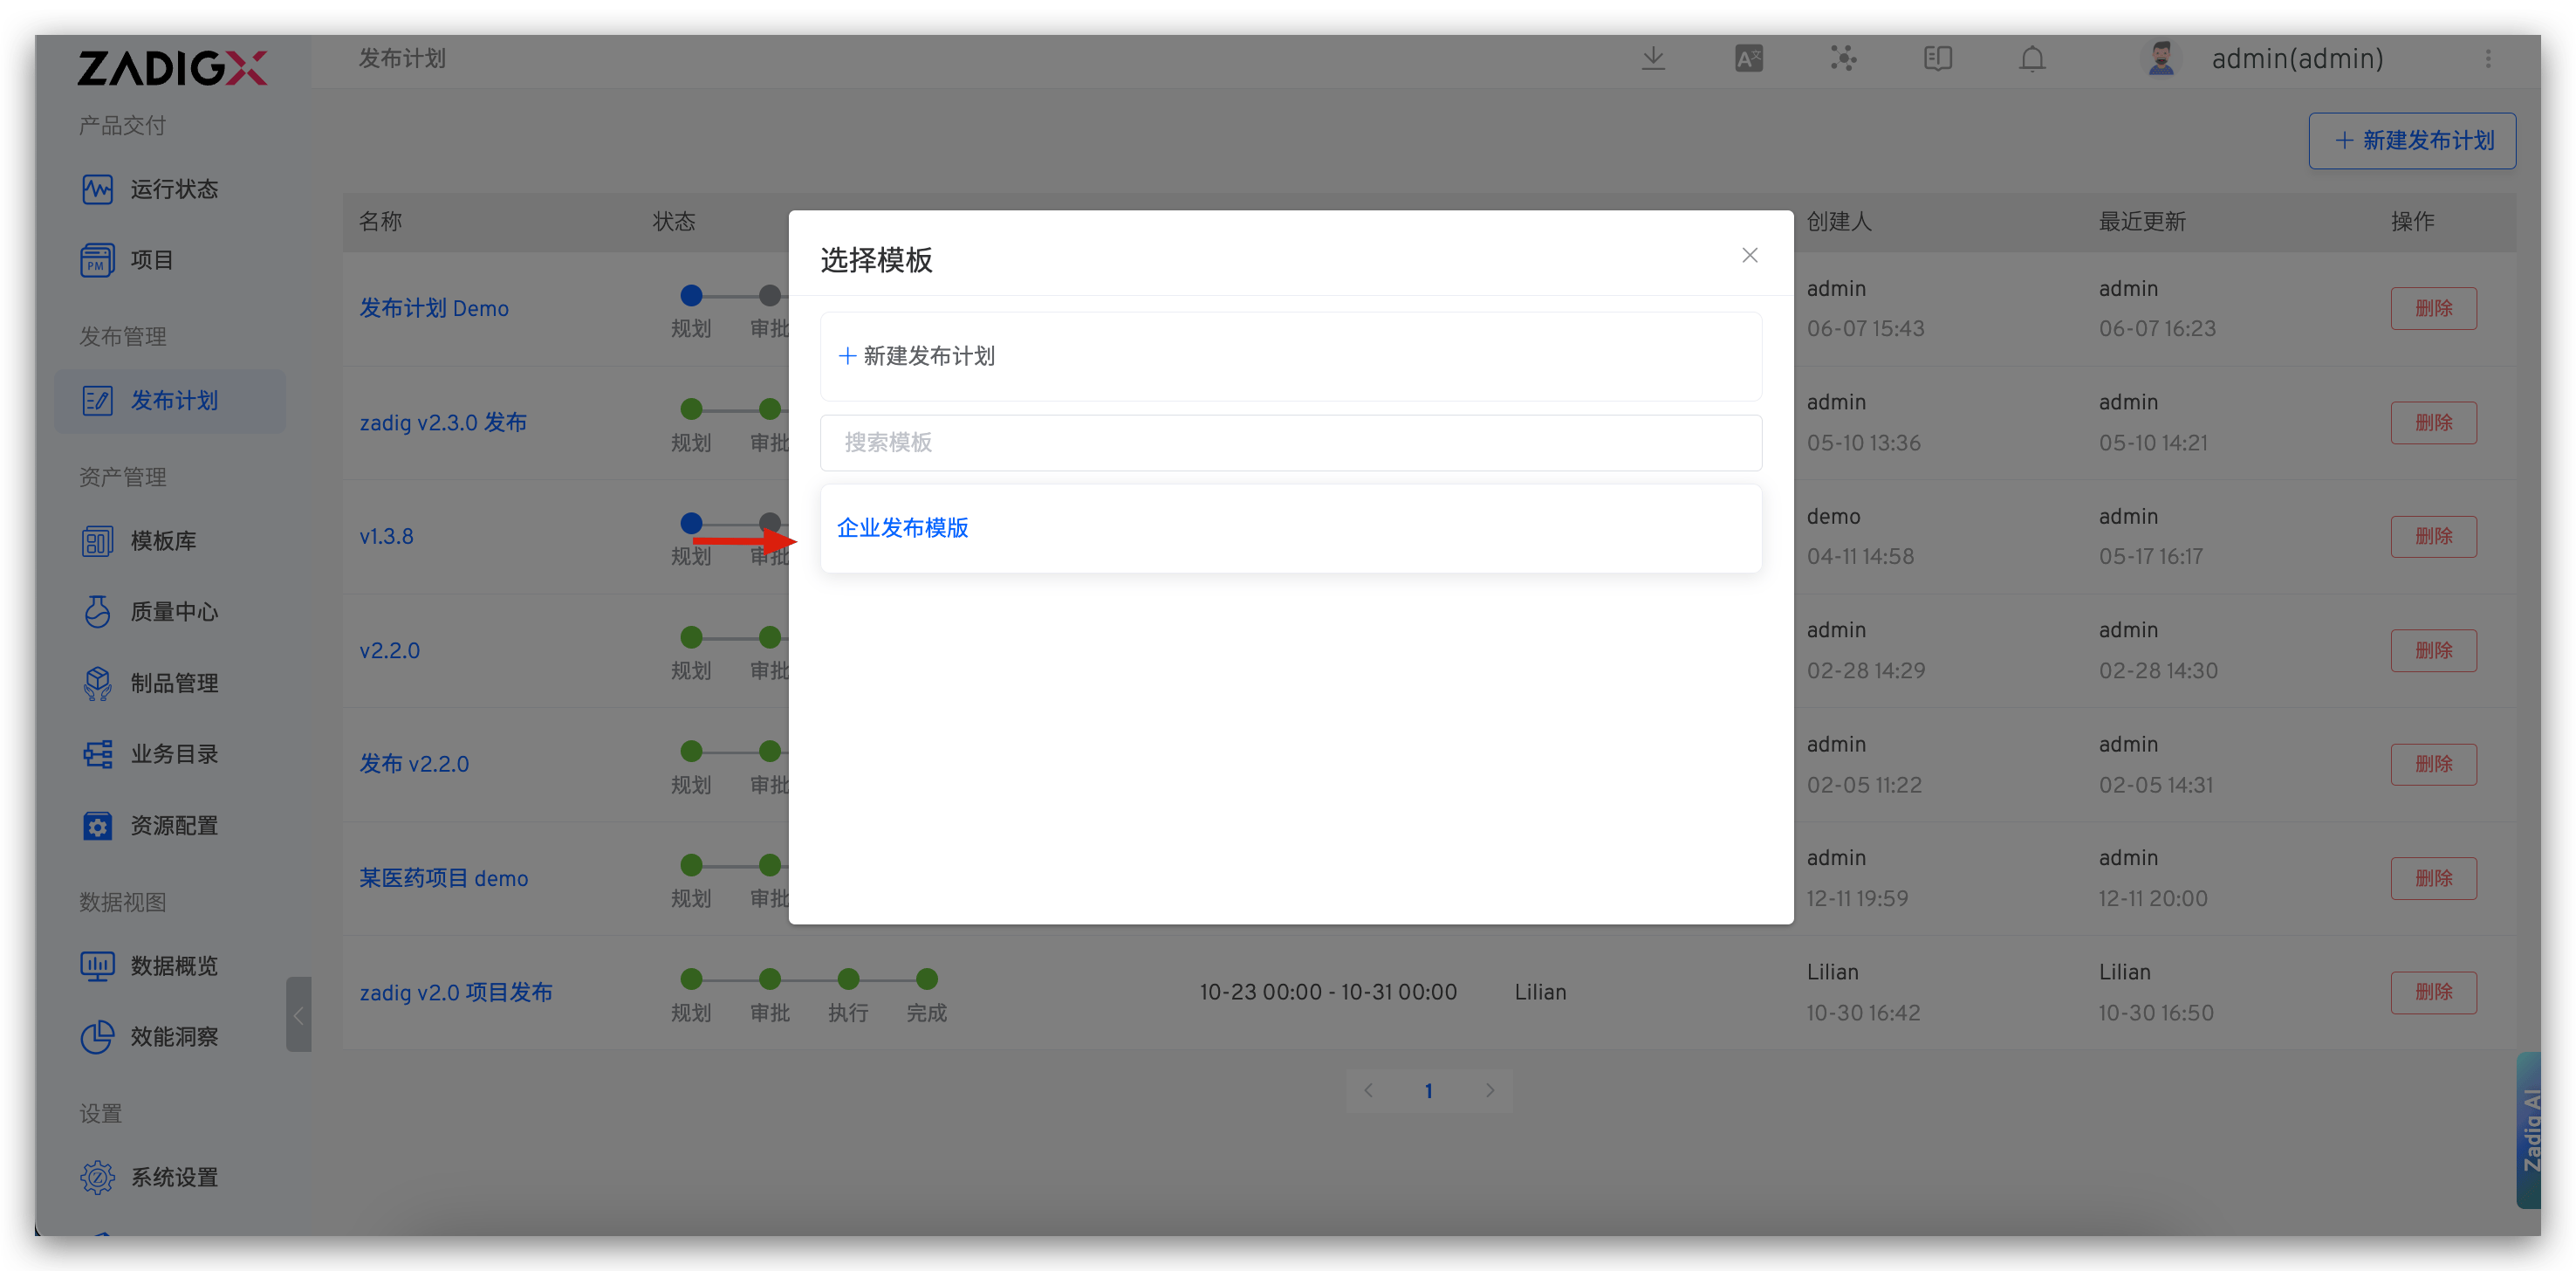 ZADIGX
发布计划
admin(admin)
产品交付
运行状态
PM
项目
发布管理
发布计划
资产管理
模板库
质量中心
制品管理
业务目录
资源配置
数据视图
数据概览
效能洞察
设置
系统设置
+ 新建发布计划
名称 状态 创建人 最近更新 操作
发布计划 Demo 规划 审批 admin 06-07 15:43 admin 06-07 16:23 删除
zadig v2.3.0 发布 规划 审批 admin 05-10 13:36 admin 05-10 14:21 删除
v1.3.8 规划 审批 demo 04-11 14:58 admin 05-17 16:17 删除
v2.2.0 规划 审批 admin 02-28 14:29 admin 02-28 14:30 删除
发布 v2.2.0 规划 审批 admin 02-05 11:22 admin 02-05 14:31 删除
某医药项目 demo 规划 审批 admin 12-11 19:59 admin 12-11 20:00 删除
zadig v2.0 项目发布 规划 审批 执行 完成 10-23 00:00 - 10-31 00:00 Lilian Lilian 10-30 16:42 Lilian 10-30 16:50 删除
1
选择模板
+ 新建发布计划
搜索模板
企业发布模版
Zadig AI